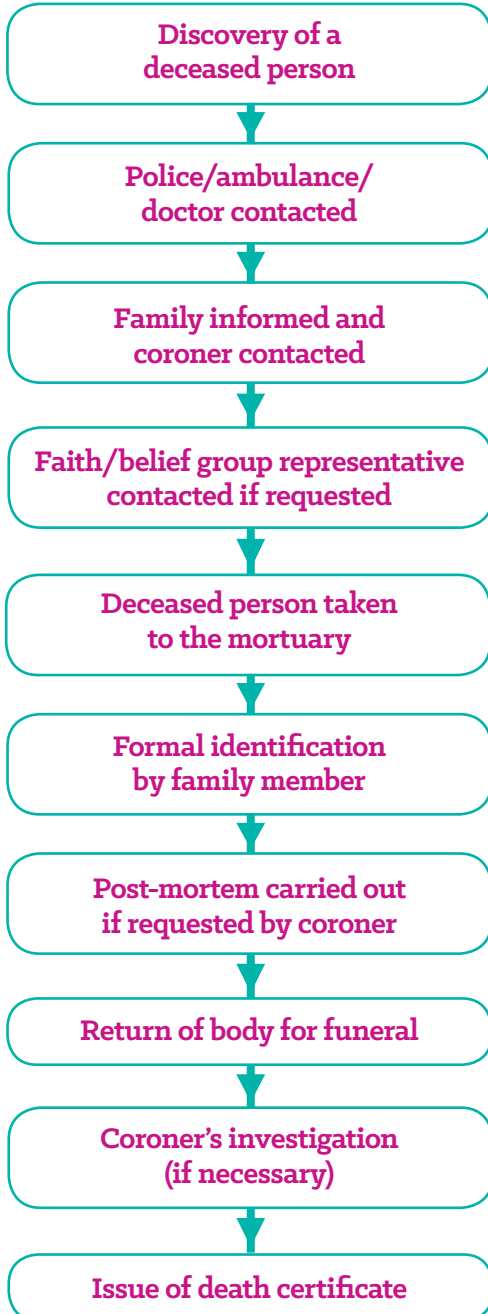 Discovery of a
deceased person
Police/ambulance/
doctor contacted
Family informed and
coroner contacted
Faith/belief group representative
contacted if requested
Deceased person taken
to the mortuary
Formal identification
by family member
Post-mortem carried out
if requested by coroner
Return of body for funeral
Coroner’s investigation
(if necessary)
Issue of death certificate